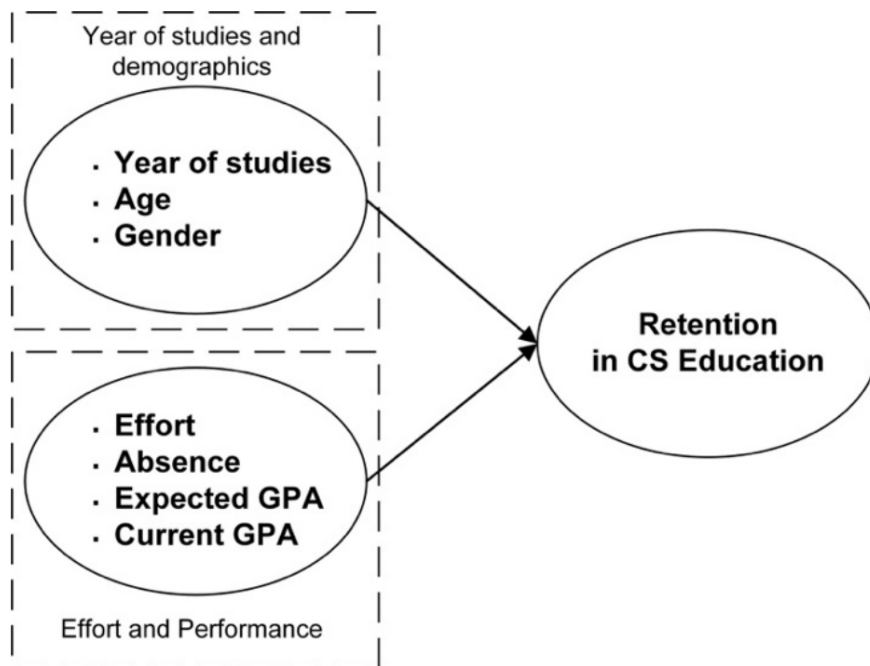 Year of studies and
demographics
· Year of studies
· Age
· Gender
· Effort
· Absence
· Expected GPA
· Current GPA
Effort and Performance
Retention
in CS Education